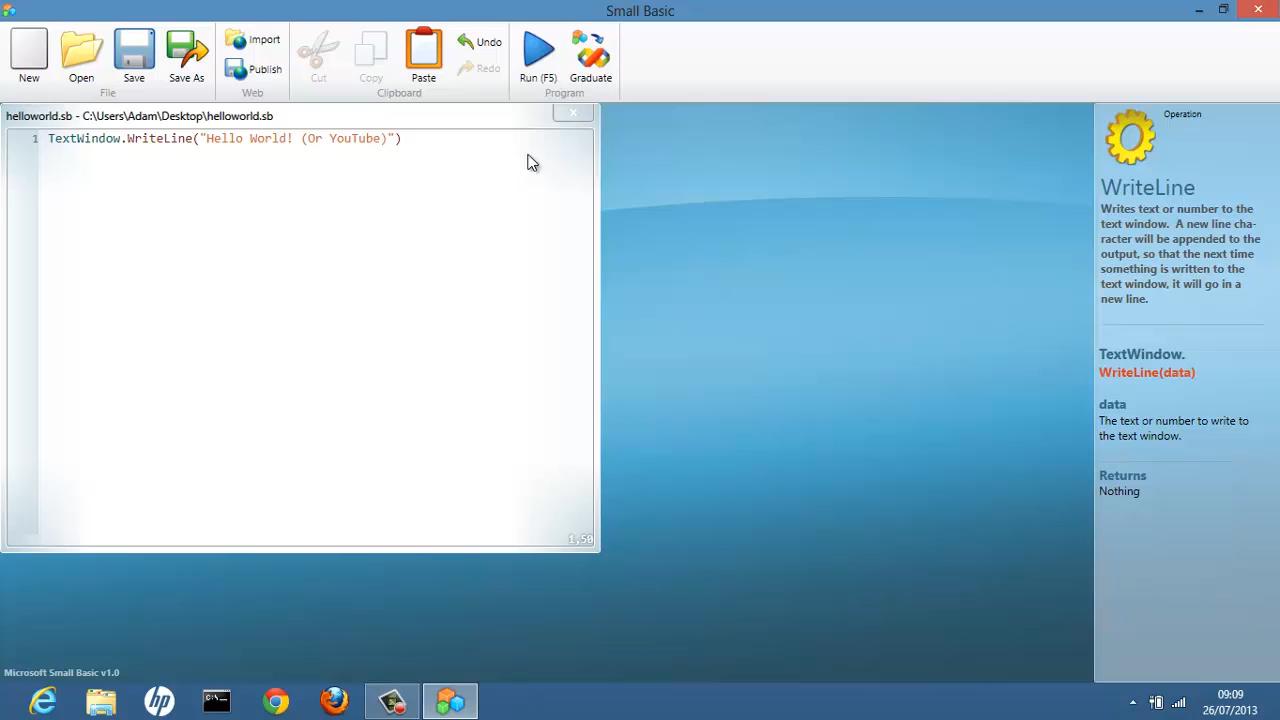 Small Basic
New
Open
Save
Save As
Import
Publish
Cut
Copy
Paste
Undo
Redo
Run (F5)
Graduate
File
Web
Clipboard
Program
helloworld.sb - C:\Users\Adam\Desktop\helloworld.sb
1 TextWindow.WriteLine("Hello World! (Or YouTube)")
1,50
Operation
WriteLine
Writes text or number to the
text window. A new line cha-
racter will be appended to the
output, so that the next time
something is written to the
text window, it will go in a
new line.
TextWindow.
WriteLine(data)
data
The text or number to write to
the text window.
Returns
Nothing
Microsoft Small Basic v1.0
hp
C:\_
09:09
26/07/2013